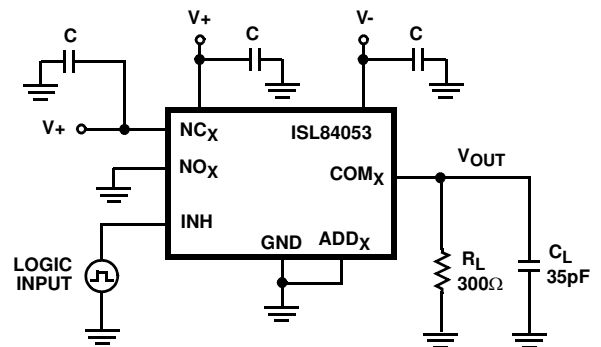 V+
V-
C
C
C
V+
NCX
ISL84053
NOX
COMX
VOUT
INH
GND
ADDX
LOGIC
INPUT
RL
300Ω
CL
35pF